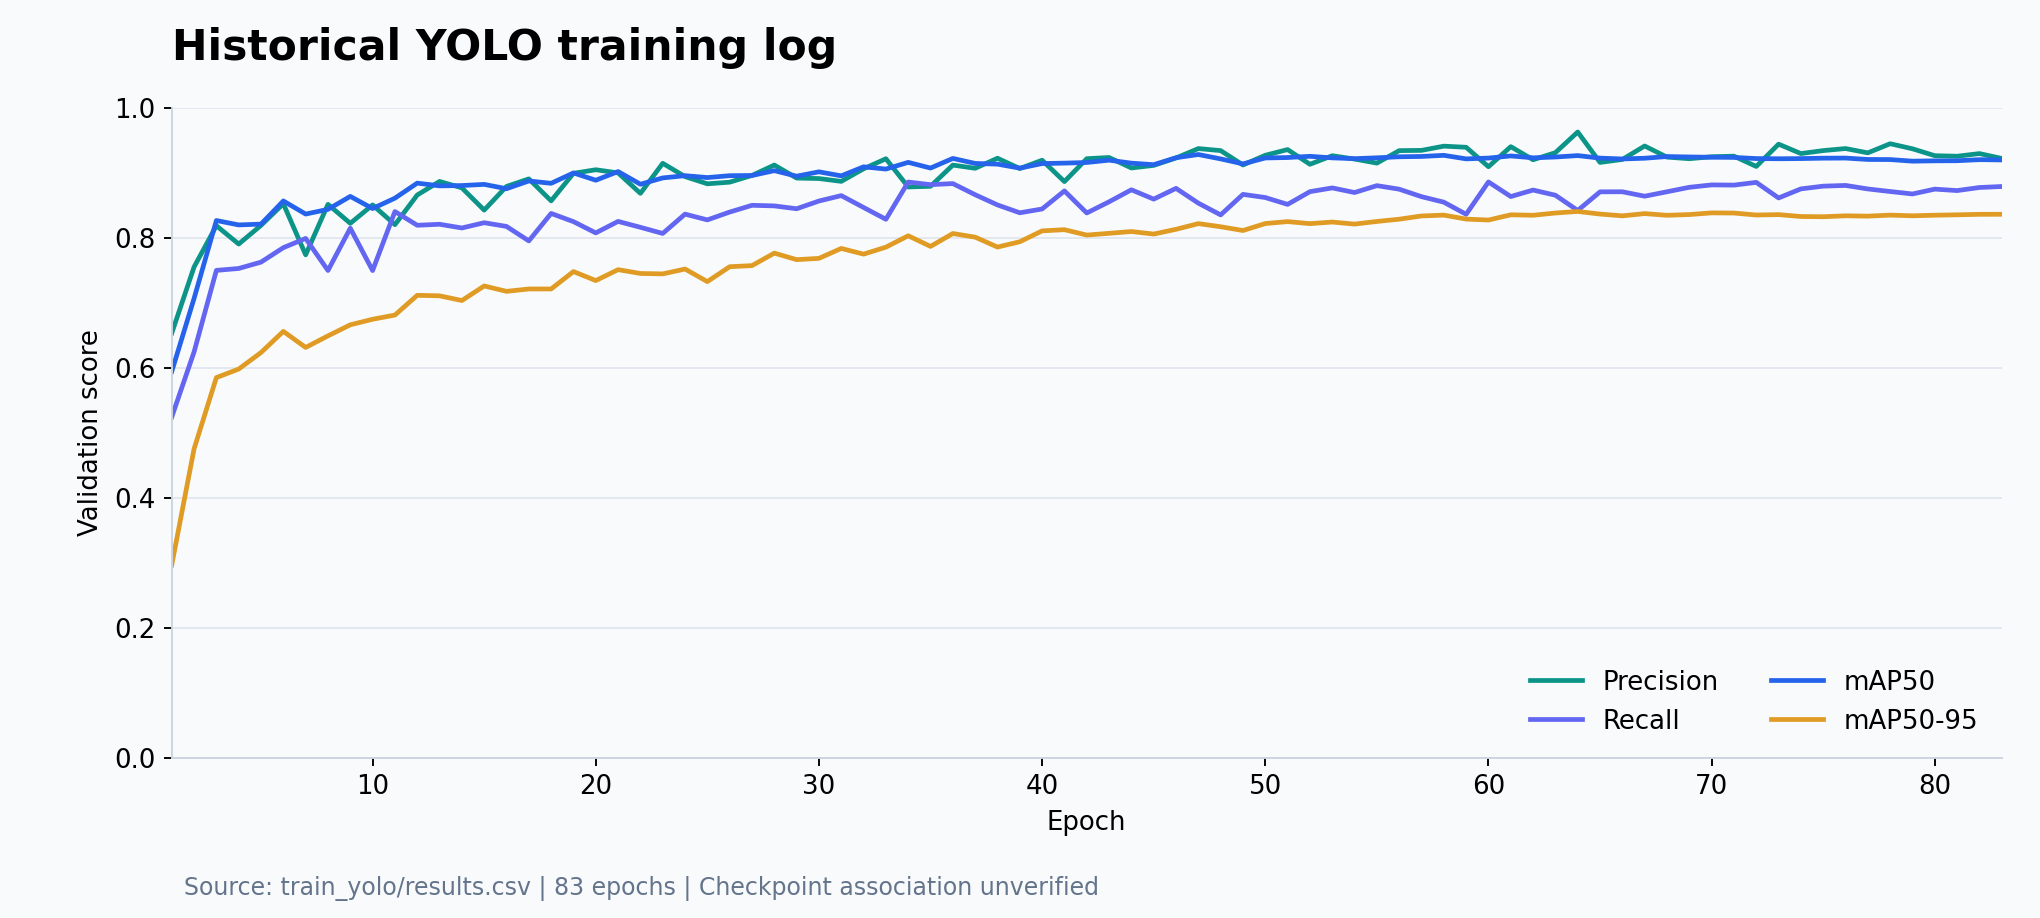 Historical YOLO training log
1.0
0.8
0.6
0.4
0.2
0.0
Validation score
10 20 30 40 50 60 70 80
Epoch
Precision mAP50
Recall mAP50-95
Source: train_yolo/results.csv | 83 epochs | Checkpoint association unverified